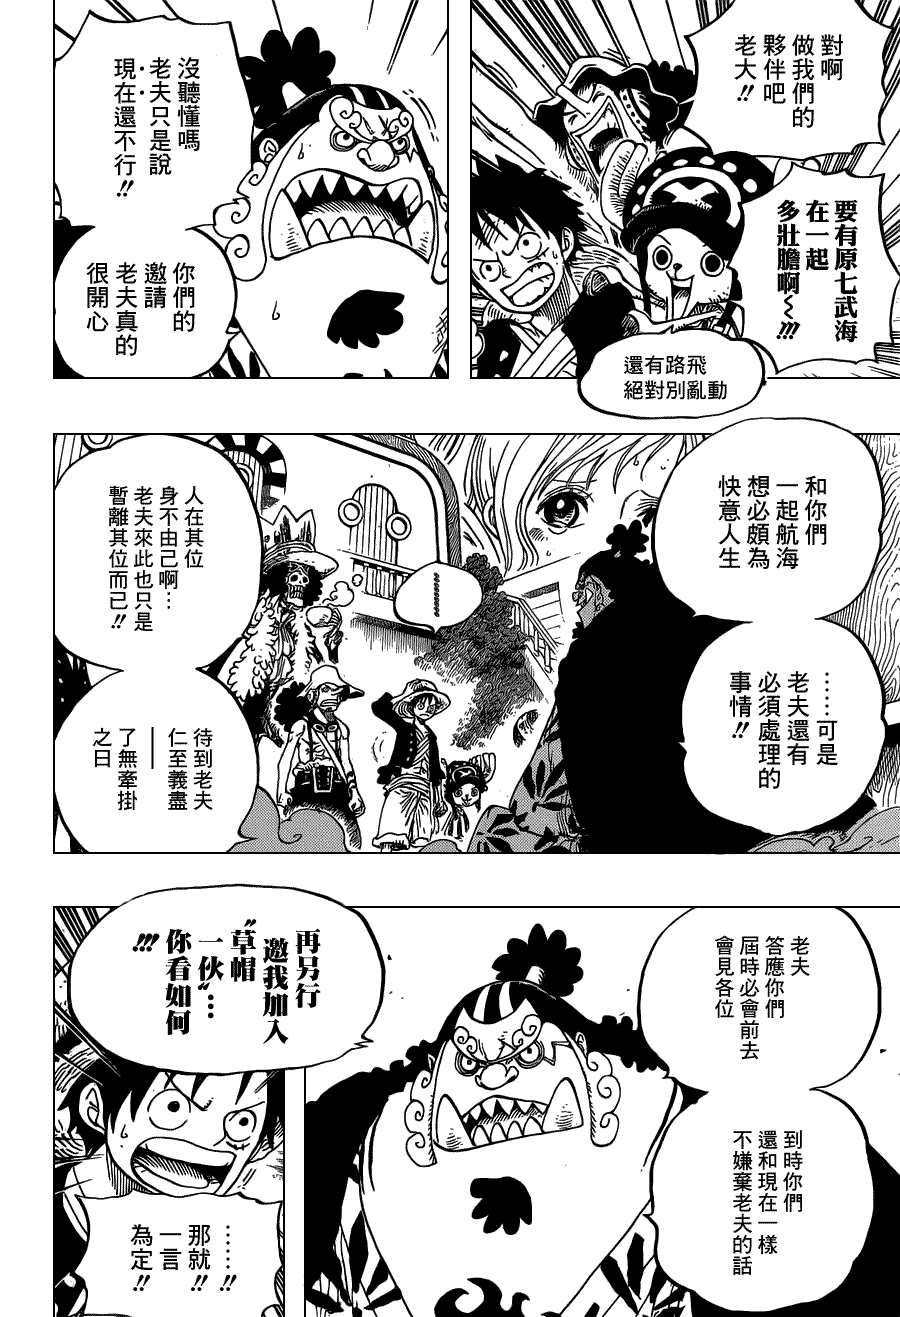 對啊
做我們的
夥伴吧
老大!!
要有原七武海
在一起
多壯膽啊～!!!
還有路飛
絕對別亂動
沒聽懂嗎
老夫只是說
現在還不行!!
你們的
邀請
老夫真的
很開心
和你們
一起航海
想必頗為
快意人生
……可是
老夫還有
必須處理的
事情!!
…………
人在其位
身不由己啊…
老夫來此也只是
暫離其位而已!!
待到老夫
仁至義盡
——
了無牽掛
之日
老夫
答應你們
屆時必會前去
會見各位
到時你們
還和現在一樣
不嫌棄老夫的話
再另行
邀我加入
〝草帽
一伙〞…
你看如何
!!!
……!!
那就!!
一言
為定!!